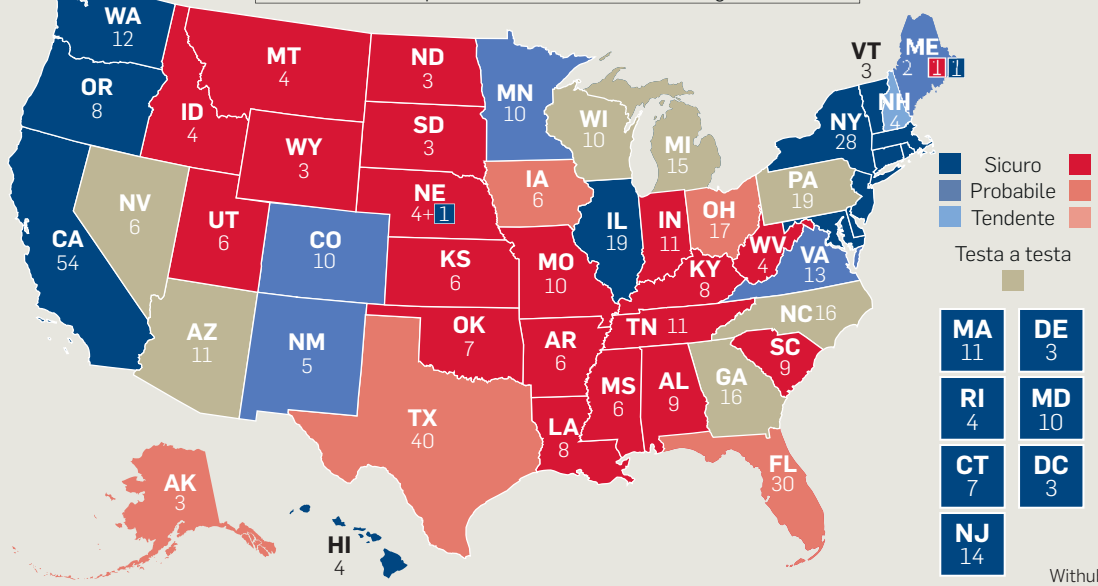 WA
12
OR
8
CA
54
NV
6
ID
4
MT
4
WY
3
UT
6
AZ
11
CO
10
NM
5
ND
3
SD
3
NE
4+1
KS
6
OK
7
TX
40
MN
10
IA
6
MO
10
AR
6
LA
8
WI
10
IL
19
MI
15
IN
11
OH
17
KY
8
TN 11
MS
6
AL
9
GA
16
FL
30
SC
9
NC16
VA
13
WV
4
PA
19
NY
28
VT
3
NH
4
ME
2 1 1
AK
3
HI
4
Sicuro
Probabile
Tendente
Testa a testa
MA
11
DE
3
RI
4
MD
10
CT
7
DC
3
NJ
14